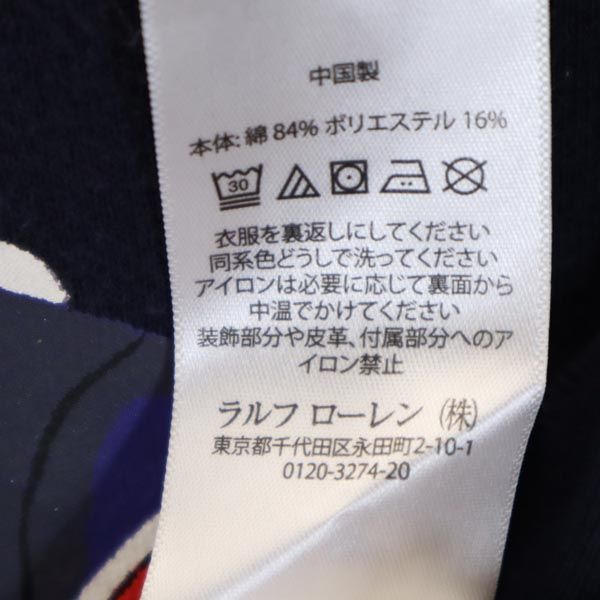 中国製
本体: 綿 84% ポリエステル 16%
30
衣服を裏返しにしてください
同系色どうしで洗ってください
アイロンは必要に応じて裏面から
中温でかけてください
装飾部分や皮革、付属部分へのア
イロン禁止
ラルフ ローレン (株)
東京都千代田区永田町2-10-1
0120-3274-20